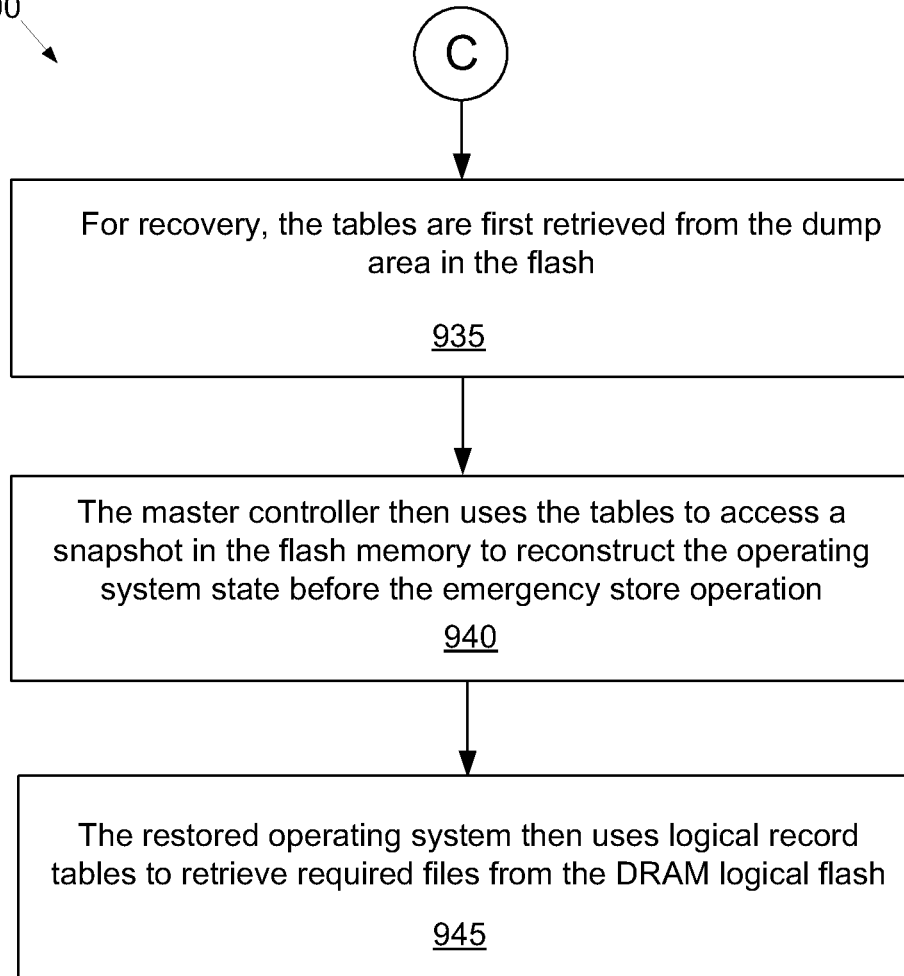 C
For recovery, the tables are first retrieved from the dump
area in the flash
935
The master controller then uses the tables to access a
snapshot in the flash memory to reconstruct the operating
system state before the emergency store operation
940
The restored operating system then uses logical record
tables to retrieve required files from the DRAM logical flash
945